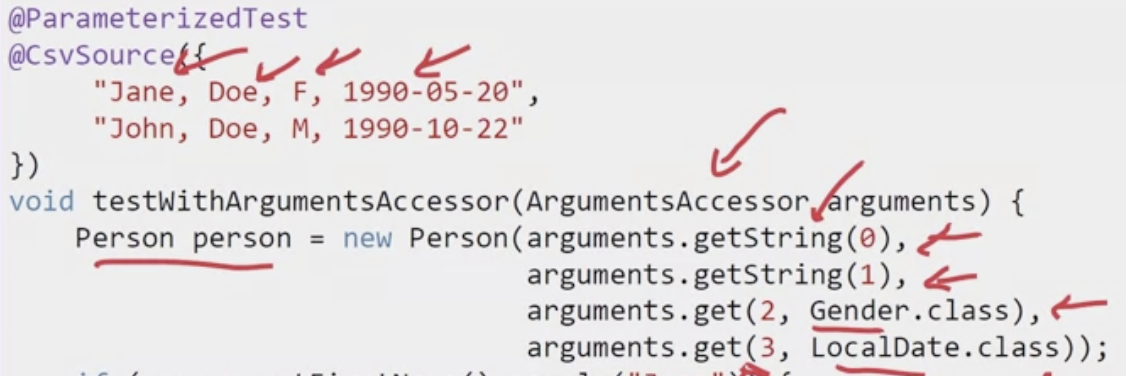 @ParameterizedTest
@CsvSource({
"Jane, Doe, F, 1990-05-20",
"John, Doe, M, 1990-10-22"
})
void testWithArgumentsAccessor(ArgumentsAccessor arguments) {
Person person = new Person(arguments.getString(0),
arguments.getString(1),
arguments.get(2, Gender.class),
arguments.get(3, LocalDate.class));